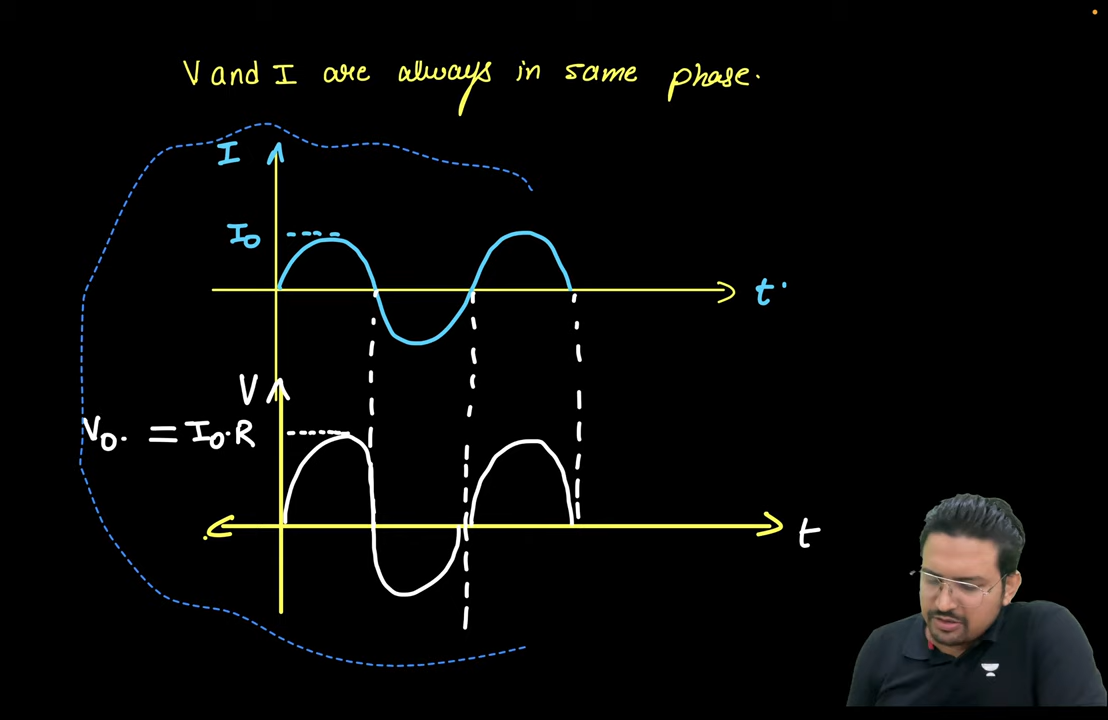 V and I are always in same phase.
I
I₀
t.
V
V₀. = I₀.R
t